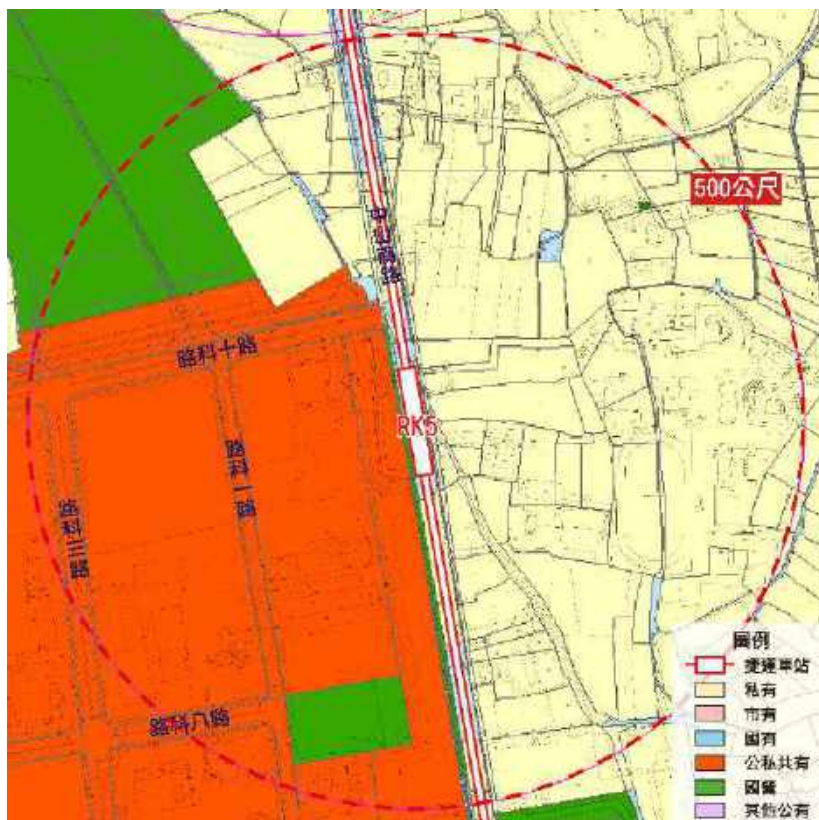 500公尺
中山南路
路科十路
RK5
路科一路
路科三路
路科八路
圖例
捷運車站
私有
市有
國有
公私共有
國營
其他公有